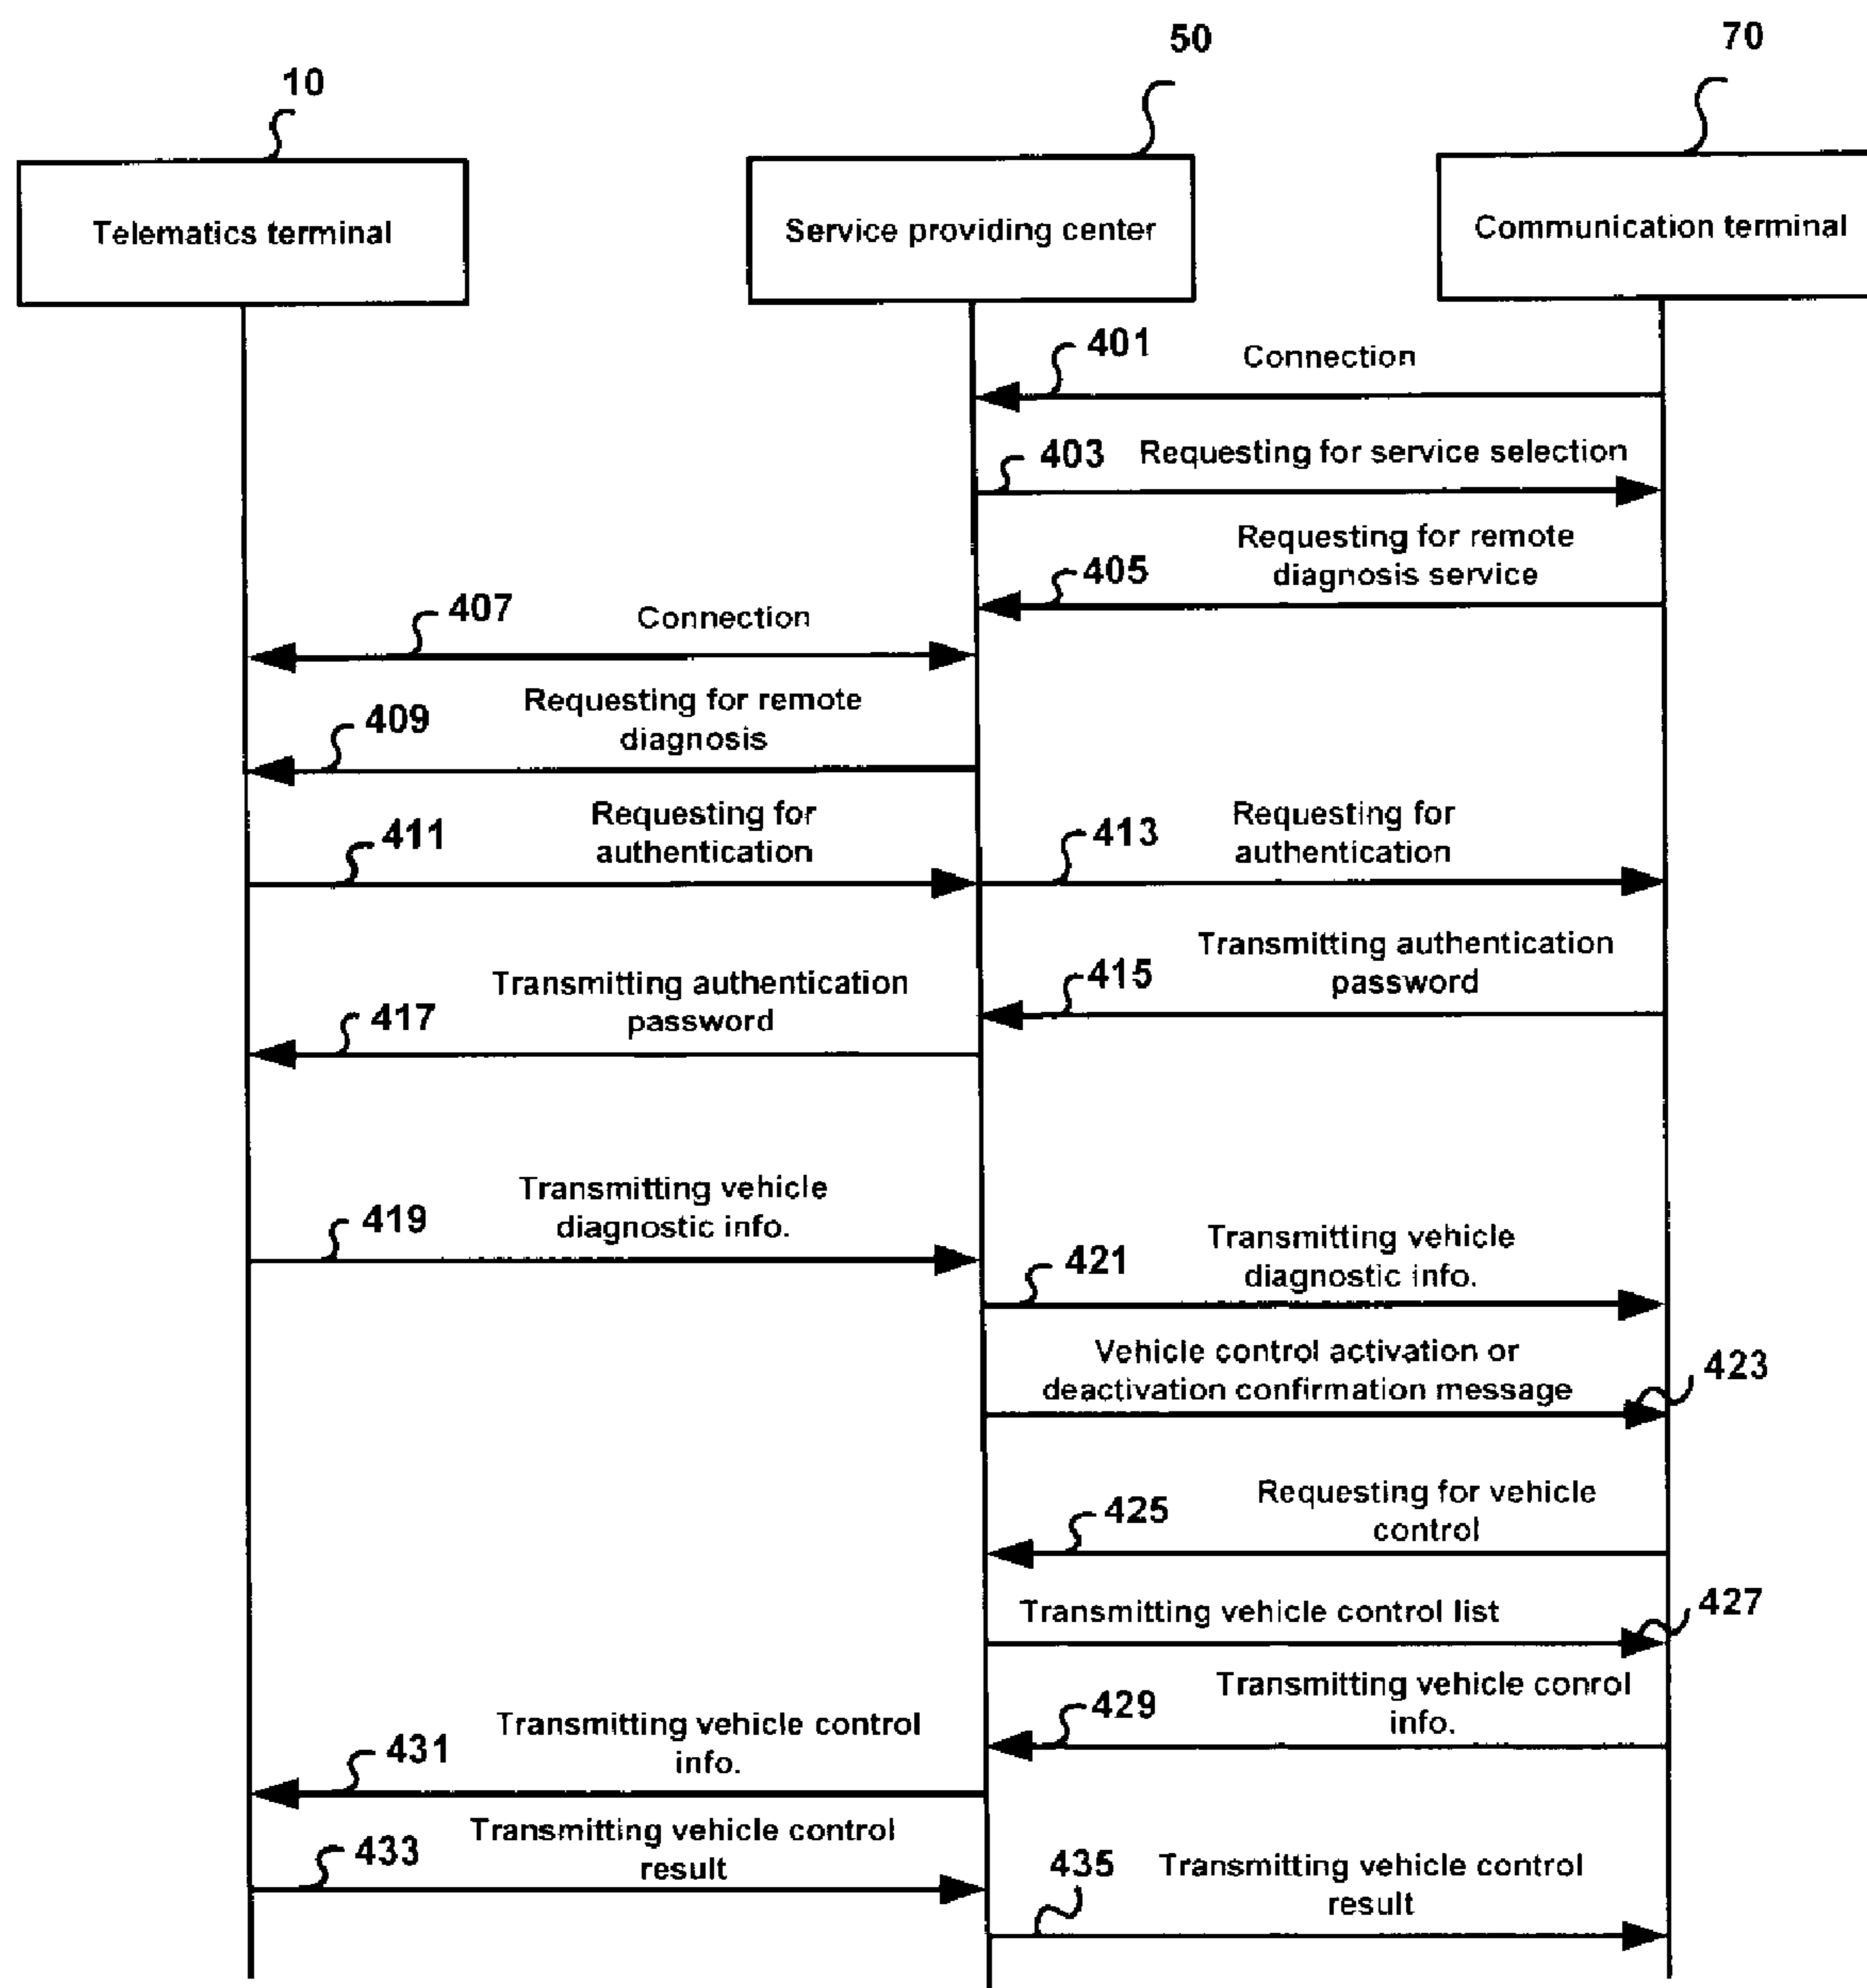 10
50
70
Telematics terminal
Service providing center
Communication terminal
401
Connection
403
Requesting for service selection
Requesting for remote
diagnosis service
405
407
Connection
Requesting for remote
diagnosis
409
Requesting for
authentication
411
Requesting for
authentication
413
Transmitting authentication
password
415
Transmitting authentication
password
417
Transmitting vehicle
diagnostic info.
419
Transmitting vehicle
diagnostic info.
421
Vehicle control activation or
deactivation confirmation message
423
Requesting for vehicle
control
425
Transmitting vehicle control list
427
Transmitting vehicle conrol
info.
429
Transmitting vehicle control
info.
431
Transmitting vehicle control
result
433
435
Transmitting vehicle control
result